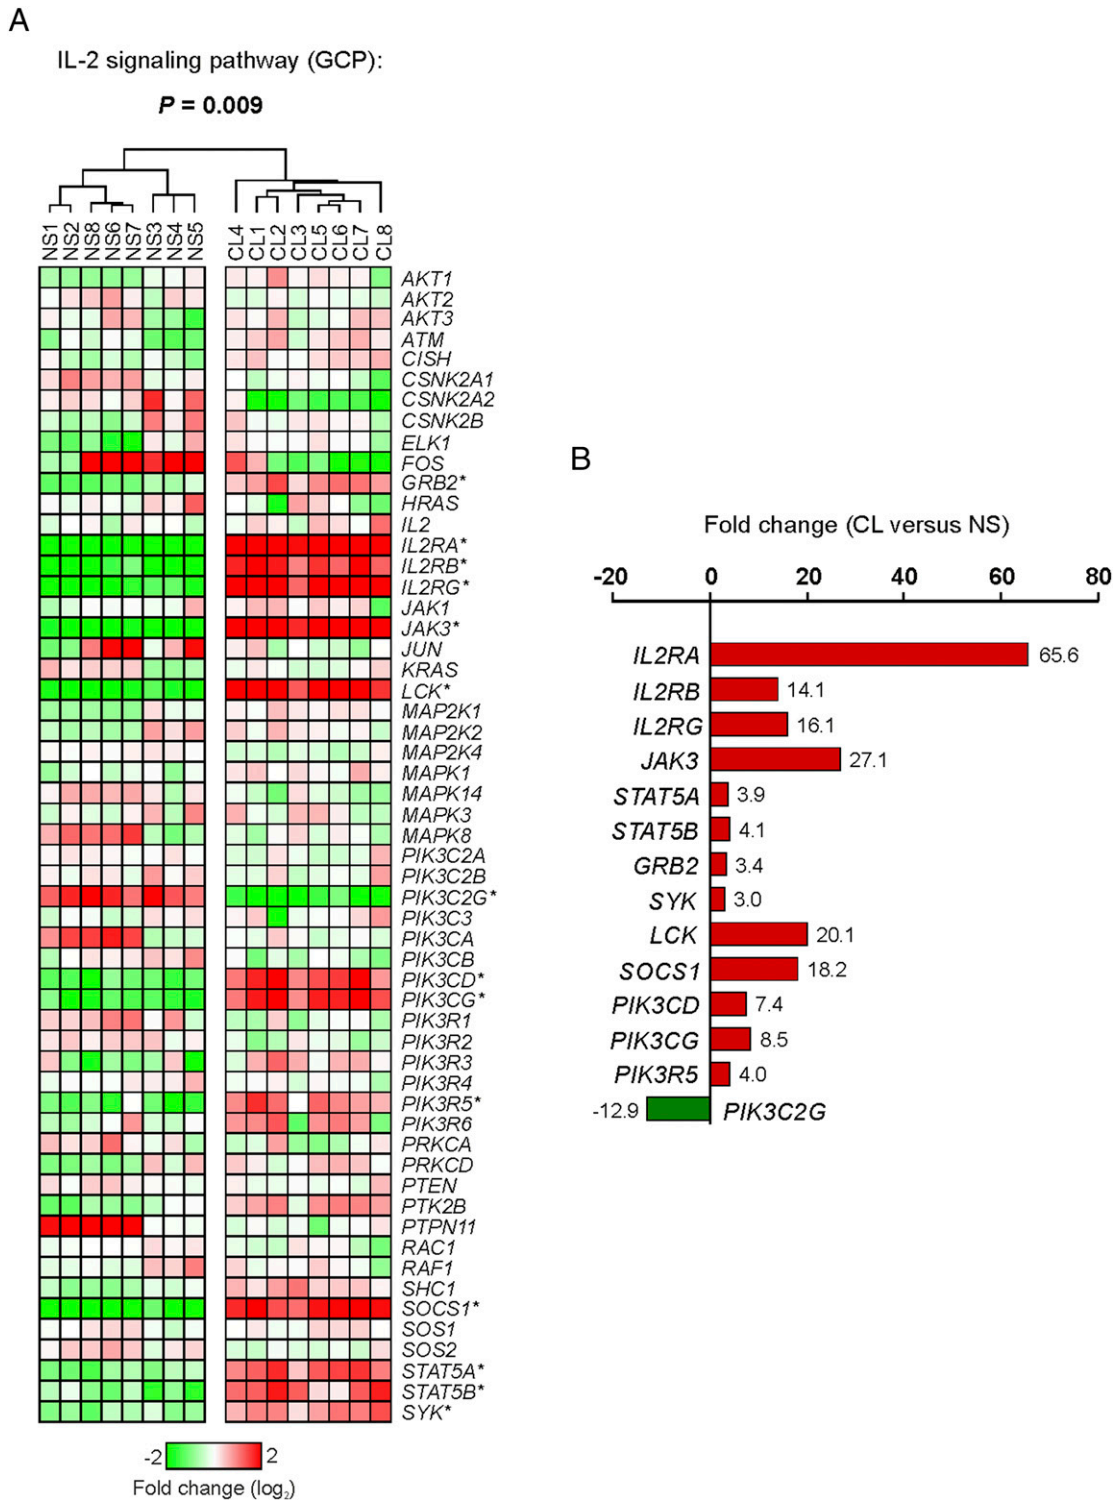 A
IL-2 signaling pathway (GCP):
P = 0.009
NS1 NS2 NS8 NS6 NS7 NS3 NS4 NS5 CL4 CL1 CL2 CL3 CL5 CL6 CL7 CL8
AKT1
AKT2
AKT3
ATM
CISH
CSNK2A1
CSNK2A2
CSNK2B
ELK1
FOS
GRB2*
HRAS
IL2
IL2RA*
IL2RB*
IL2RG*
JAK1
JAK3*
JUN
KRAS
LCK*
MAP2K1
MAP2K2
MAP2K4
MAPK1
MAPK14
MAPK3
MAPK8
PIK3C2A
PIK3C2B
PIK3C2G*
PIK3C3
PIK3CA
PIK3CB
PIK3CD*
PIK3CG*
PIK3R1
PIK3R2
PIK3R3
PIK3R4
PIK3R5*
PIK3R6
PRKCA
PRKCD
PTEN
PTK2B
PTPN11
RAC1
RAF1
SHC1
SOCS1*
SOS1
SOS2
STAT5A*
STAT5B*
SYK*
-2 2
Fold change (log₂)
B
Fold change (CL versus NS)
-20 0 20 40 60 80
IL2RA 65.6
IL2RB 14.1
IL2RG 16.1
JAK3 27.1
STAT5A 3.9
STAT5B 4.1
GRB2 3.4
SYK 3.0
LCK 20.1
SOCS1 18.2
PIK3CD 7.4
PIK3CG 8.5
PIK3R5 4.0
-12.9 PIK3C2G